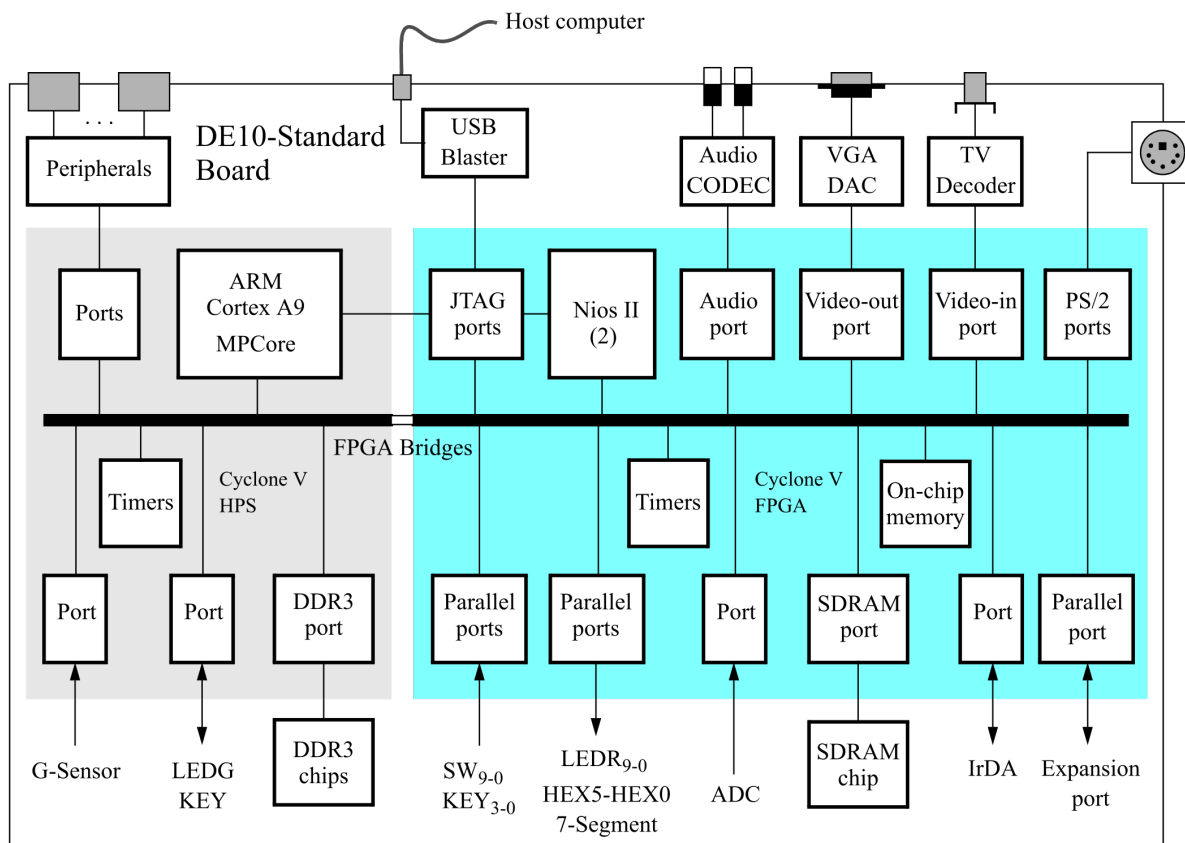 Host computer
DE10-Standard
Board
. . .
Peripherals
USB
Blaster
Audio
CODEC
VGA
DAC
TV
Decoder
Ports
ARM
Cortex A9
MPCore
JTAG
ports
Nios II
(2)
Audio
port
Video-out
port
Video-in
port
PS/2
ports
FPGA Bridges
Timers
Cyclone V
HPS
Timers
Cyclone V
FPGA
On-chip
memory
Port
Port
DDR3
port
Parallel
ports
Parallel
ports
Port
SDRAM
port
Port
Parallel
port
G-Sensor
LEDG
KEY
DDR3
chips
SW9-0
KEY3-0
LEDR9-0
HEX5-HEX0
7-Segment
ADC
SDRAM
chip
IrDA
Expansion
port